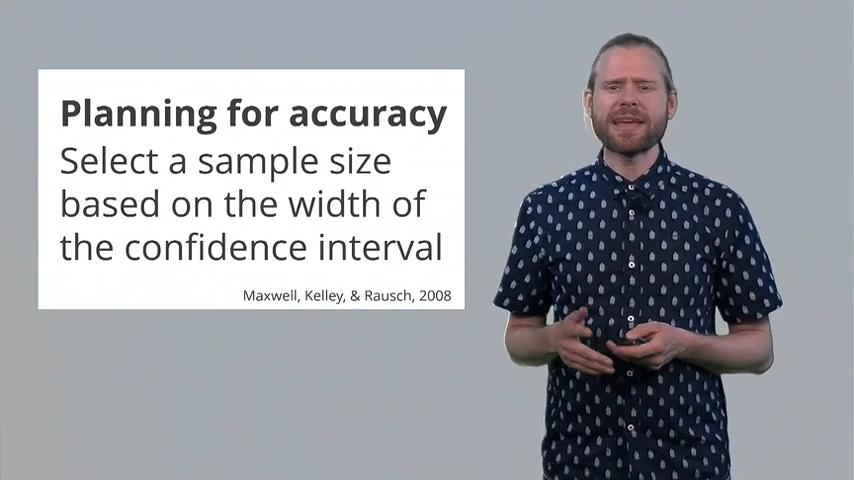 Planning for accuracy
Select a sample size
based on the width of
the confidence interval
Maxwell, Kelley, & Rausch, 2008